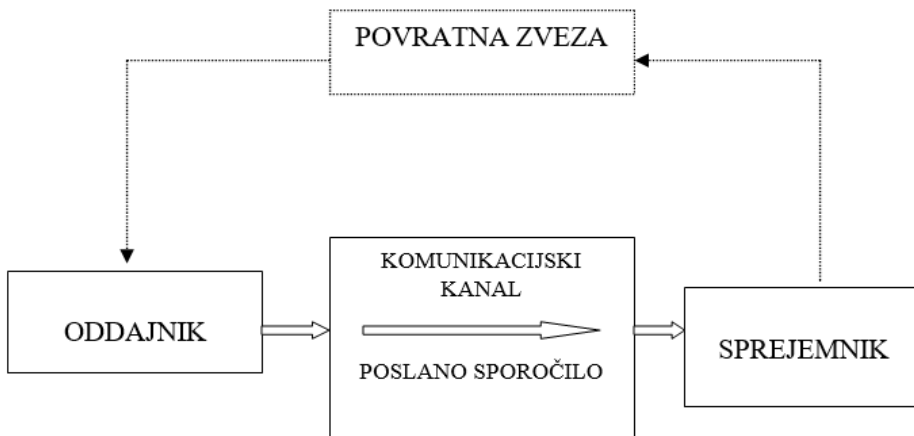 POVRATNA ZVEZA
KOMUNIKACIJSKI
KANAL
ODDAJNIK
POSLANO SPOROČILO
SPREJEMNIK